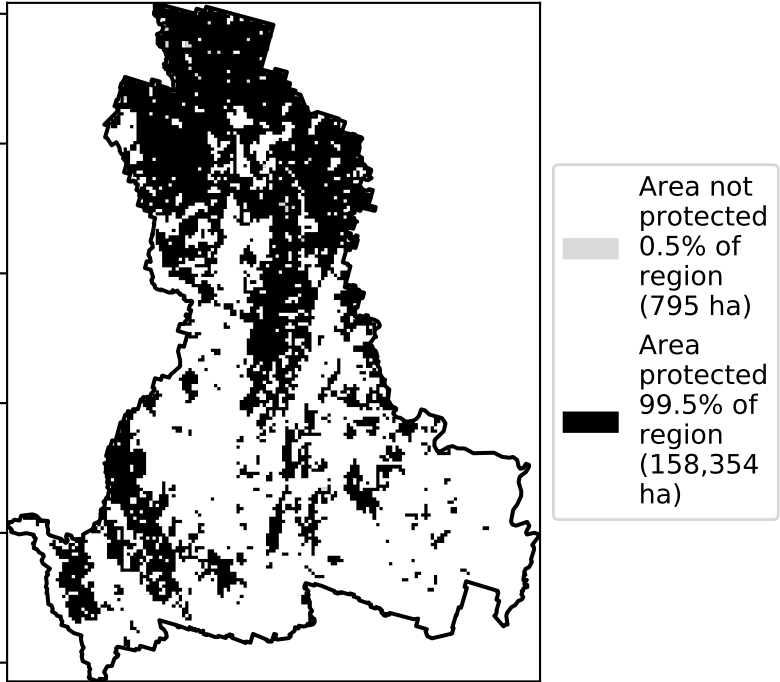 Area not
protected
0.5% of
region
(795 ha)
Area
protected
99.5% of
region
(158,354
ha)